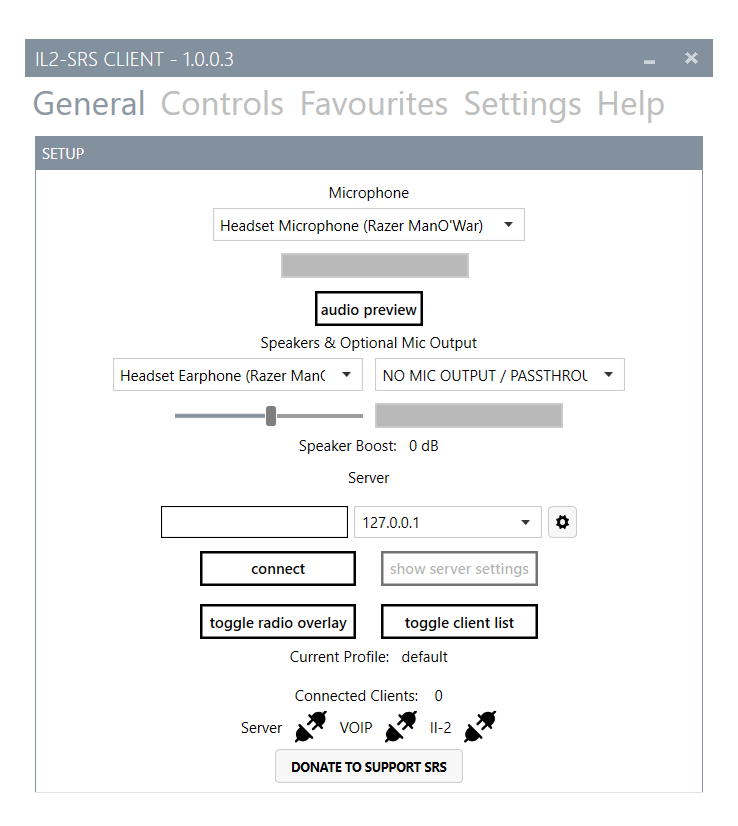 IL2-SRS CLIENT - 1.0.0.3
General Controls Favourites Settings Help
SETUP
Microphone
Headset Microphone (Razer ManO'War)
audio preview
Speakers & Optional Mic Output
Headset Earphone (Razer ManO NO MIC OUTPUT / PASSTHROU
Speaker Boost: 0 dB
Server
127.0.0.1
connect show server settings
toggle radio overlay toggle client list
Current Profile: default
Connected Clients: 0
Server VOIP Il-2
DONATE TO SUPPORT SRS